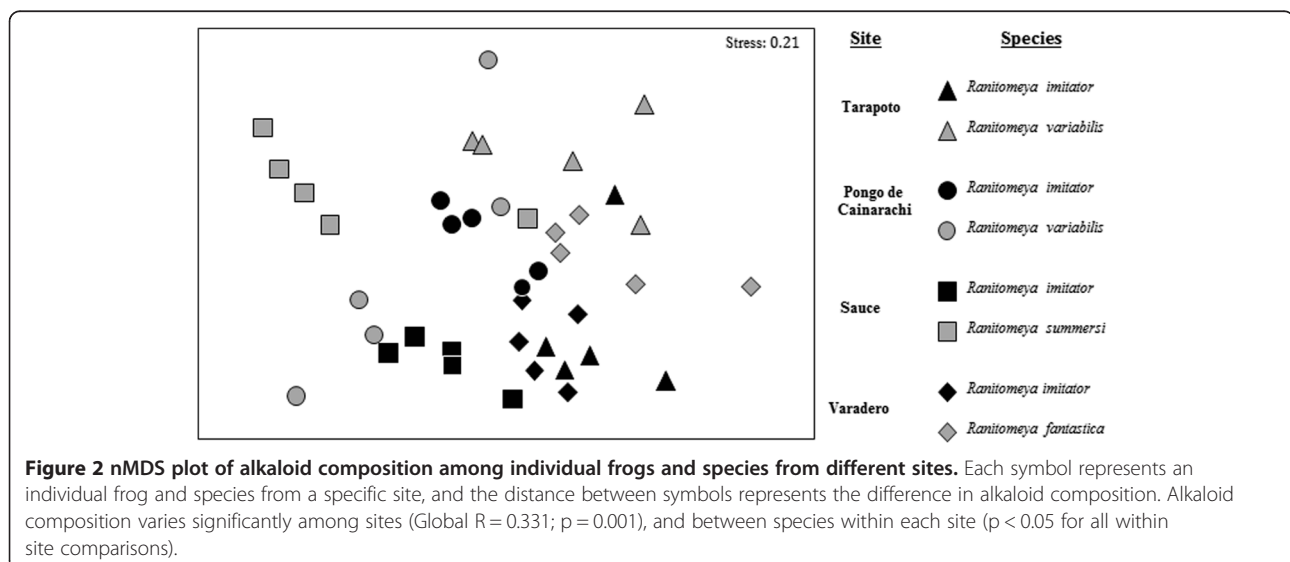 Stress: 0.21
Site Species
Tarapoto
Ranitomeya imitator
Ranitomeya variabilis
Pongo de
Cainarachi
Ranitomeya imitator
Ranitomeya variabilis
Sauce
Ranitomeya imitator
Ranitomeya summersi
Varadero
Ranitomeya imitator
Ranitomeya fantastica
Figure 2 nMDS plot of alkaloid composition among individual frogs and species from different sites. Each symbol represents an
individual frog and species from a specific site, and the distance between symbols represents the difference in alkaloid composition. Alkaloid
composition varies significantly among sites (Global R = 0.331; p = 0.001), and between species within each site (p < 0.05 for all within
site comparisons).